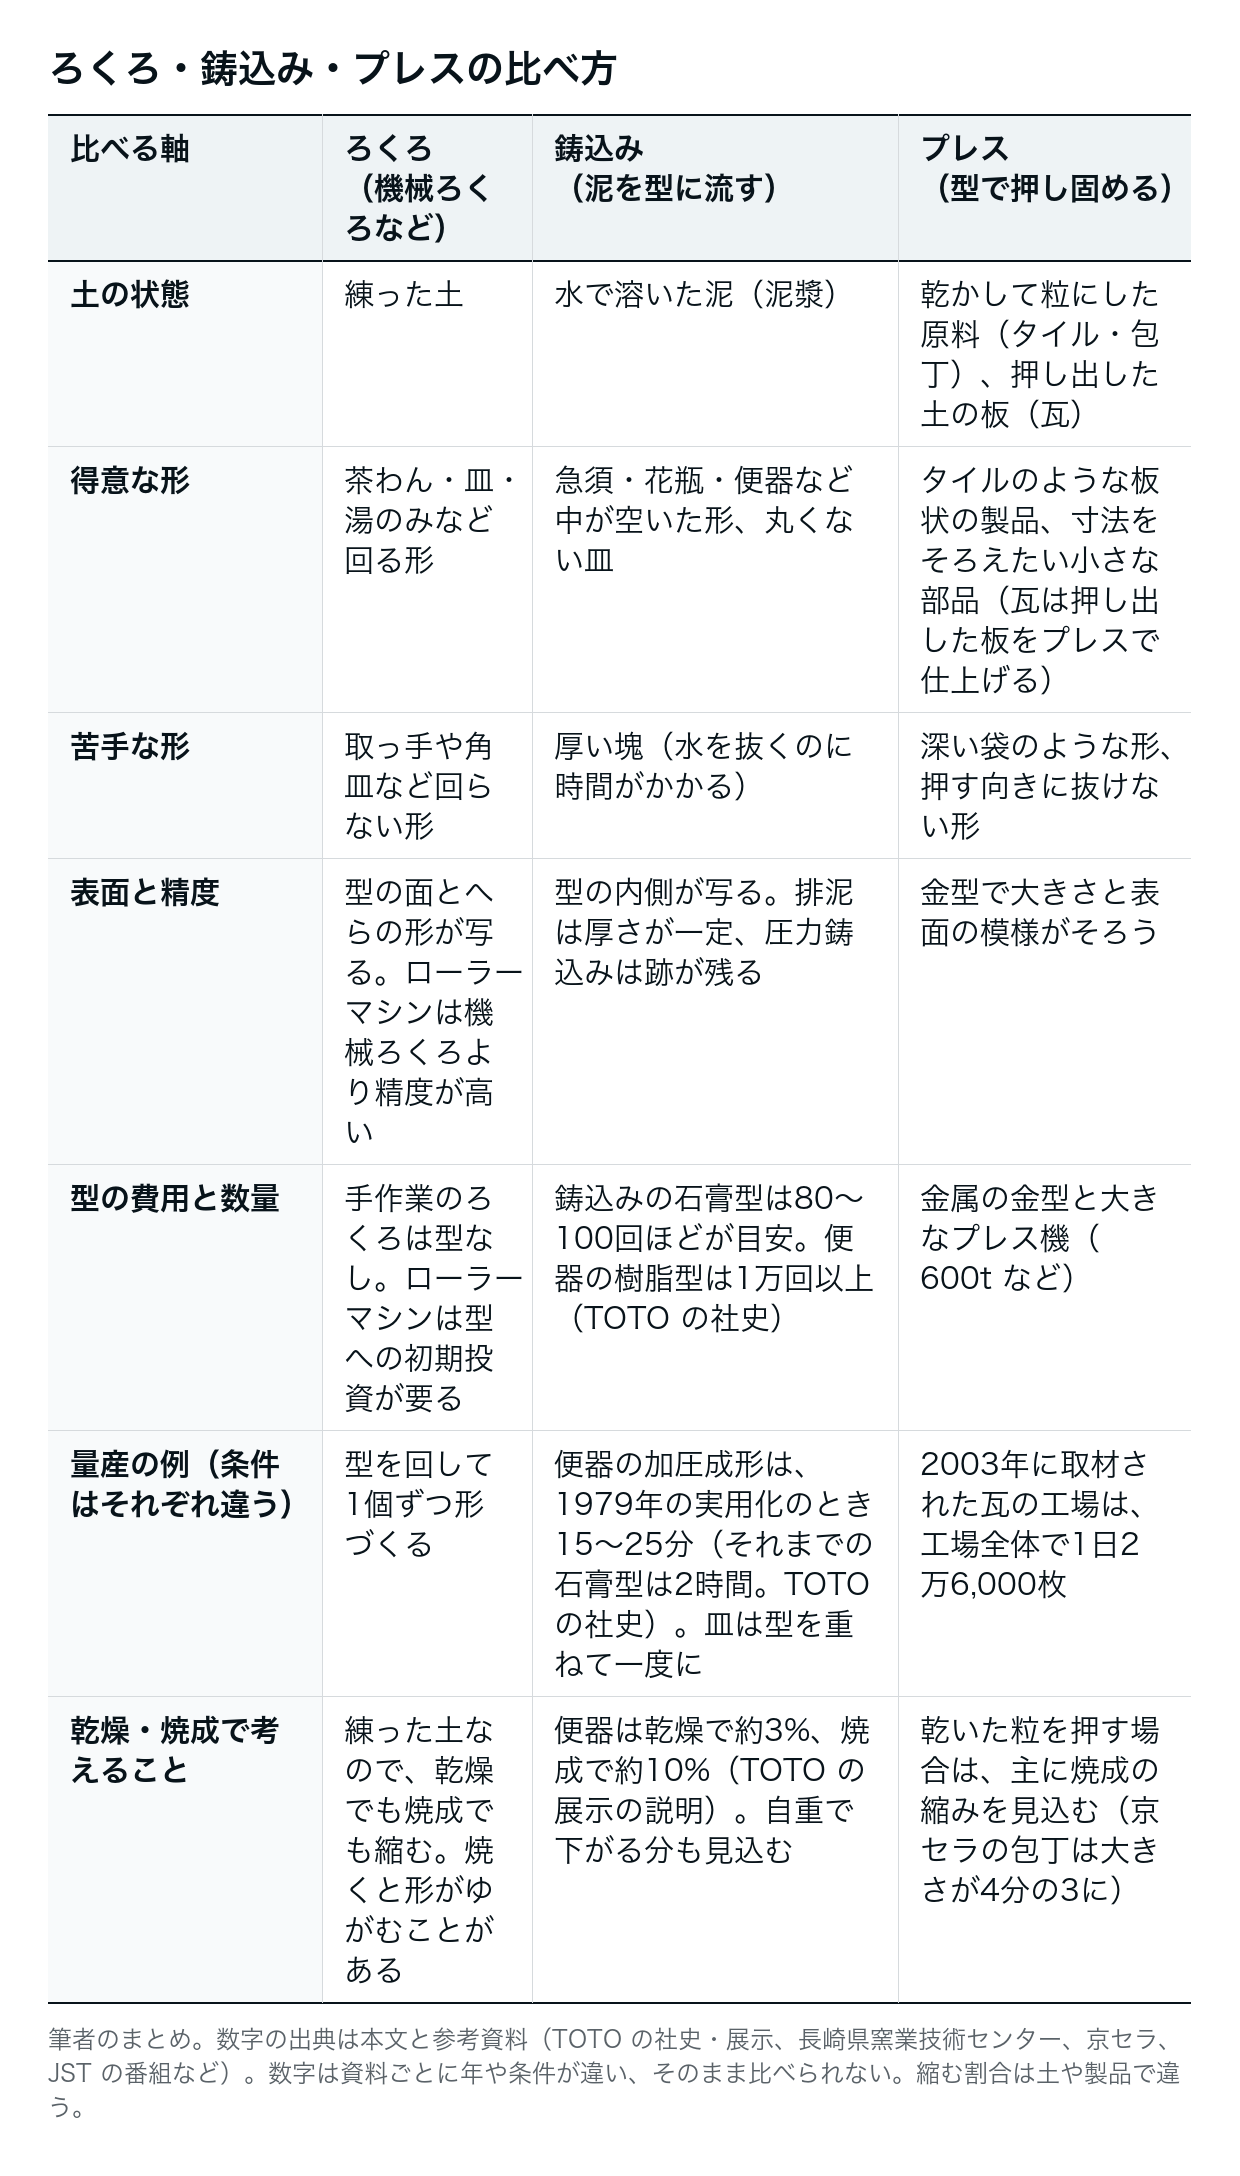 ろくろ・鋳込み・プレスの比べ方
比べる軸
ろくろ
（機械ろく
ろなど）
鋳込み
（泥を型に流す）
プレス
（型で押し固める）
土の状態
練った土
水で溶いた泥（泥漿）
乾かして粒にした
原料（タイル・包
丁）、押し出した
土の板（瓦）
得意な形
茶わん・皿・
湯のみなど
回る形
急須・花瓶・便器など
中が空いた形、丸くな
い皿
タイルのような板
状の製品、寸法を
そろえたい小さな
部品（瓦は押し出
した板をプレスで
仕上げる）
苦手な形
取っ手や角
皿など回ら
ない形
厚い塊（水を抜くのに
時間がかかる）
深い袋のような形、
押す向きに抜けな
い形
表面と精度
型の面とへ
らの形が写
る。ローラー
マシンは機
械ろくろよ
り精度が高
い
型の内側が写る。排泥
は厚さが一定、圧力鋳
込みは跡が残る
金型で大きさと表
面の模様がそろう
型の費用と数量
手作業のろ
くろは型な
し。ローラー
マシンは型
への初期投
資が要る
鋳込みの石膏型は80〜
100回ほどが目安。便
器の樹脂型は1万回以上
（TOTO の社史）
金属の金型と大き
なプレス機（
600t など）
量産の例（条件
はそれぞれ違う）
型を回して
1個ずつ形
づくる
便器の加圧成形は、
1979年の実用化のとき
15〜25分（それまでの
石膏型は2時間。TOTO
の社史）。皿は型を重
ねて一度に
2003年に取材さ
れた瓦の工場は、
工場全体で1日2
万6,000枚
乾燥・焼成で考
えること
練った土な
ので、乾燥
でも焼成で
も縮む。焼
くと形がゆ
がむことが
ある
便器は乾燥で約3%、焼
成で約10%（TOTO の
展示の説明）。自重で
下がる分も見込む
乾いた粒を押す場
合は、主に焼成の
縮みを見込む（京
セラの包丁は大き
さが4分の3に）
筆者のまとめ。数字の出典は本文と参考資料（TOTO の社史・展示、長崎県窯業技術センター、京セラ、
JST の番組など）。数字は資料ごとに年や条件が違い、そのまま比べられない。縮む割合は土や製品で違
う。